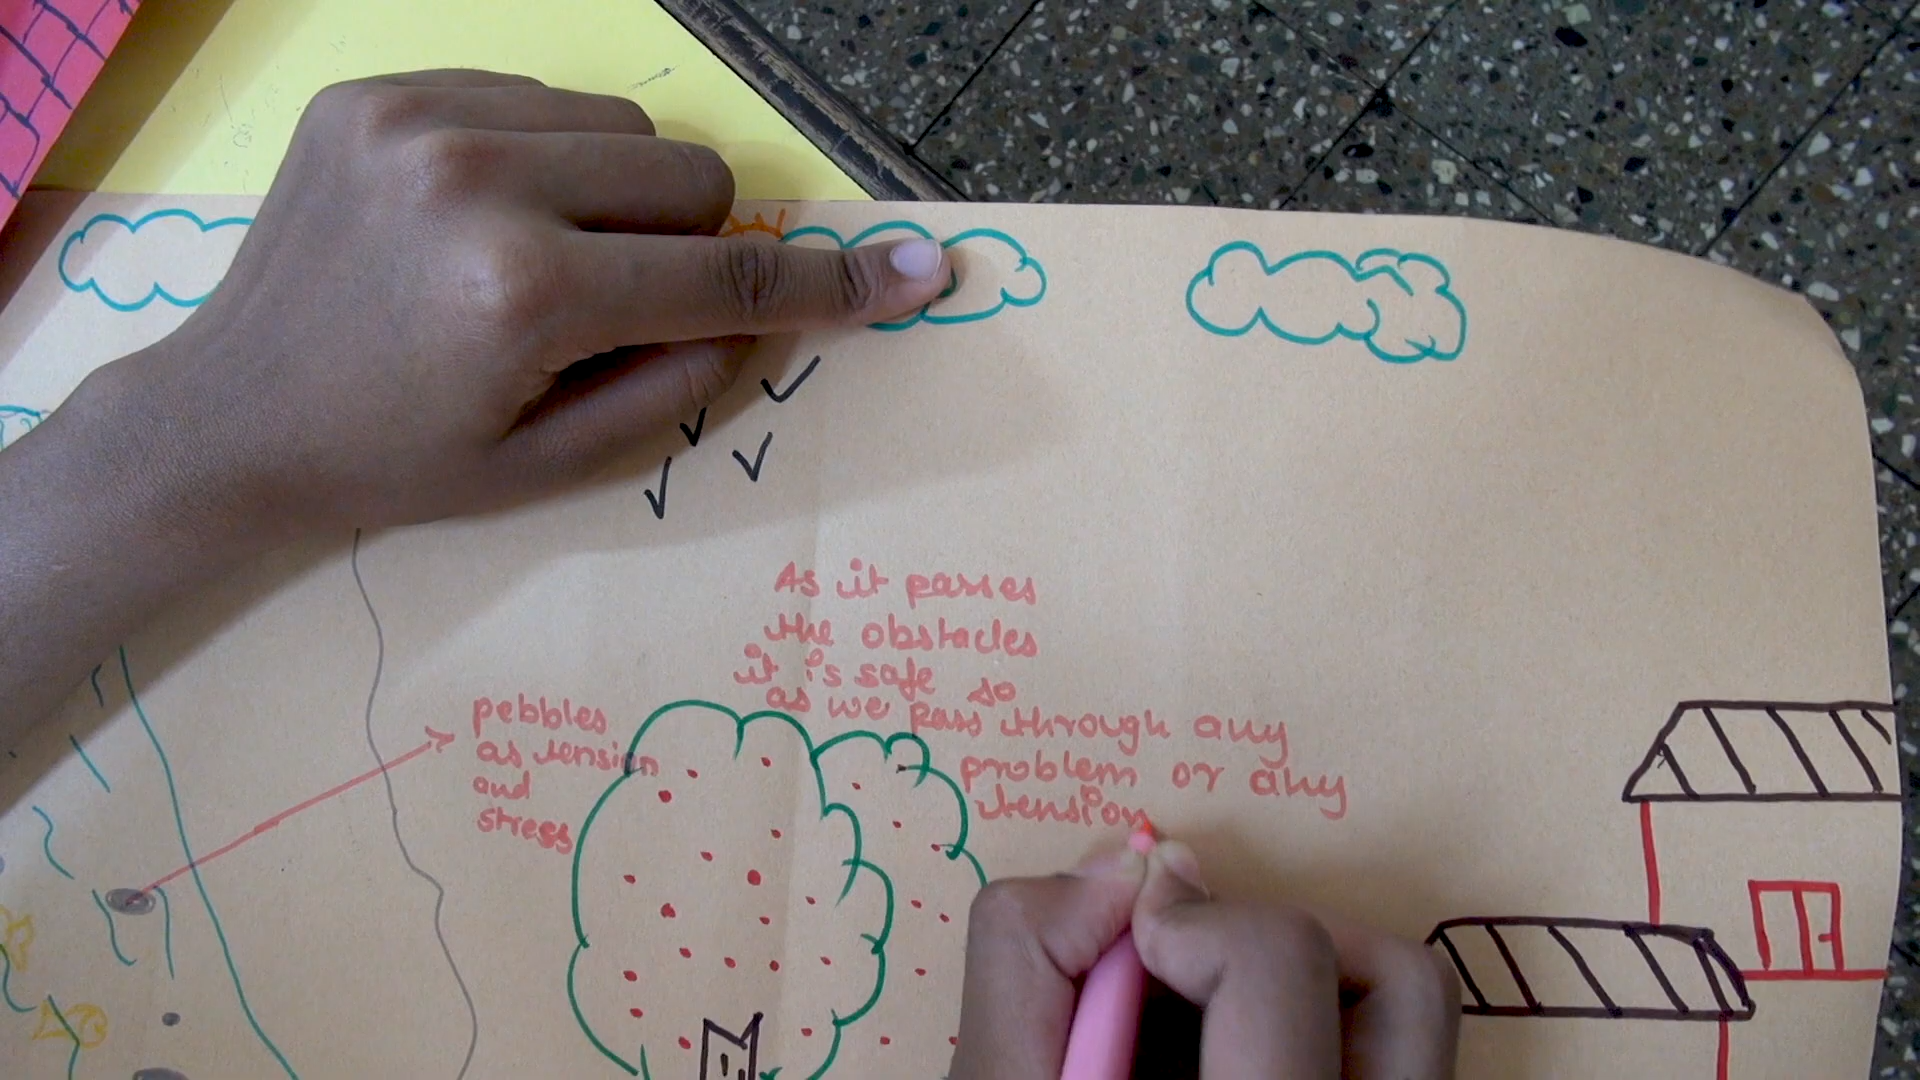 As it passes
the obstacles
it is safe so
as we pass through any
problem or any
tension
pebbles
as tension
and
stress